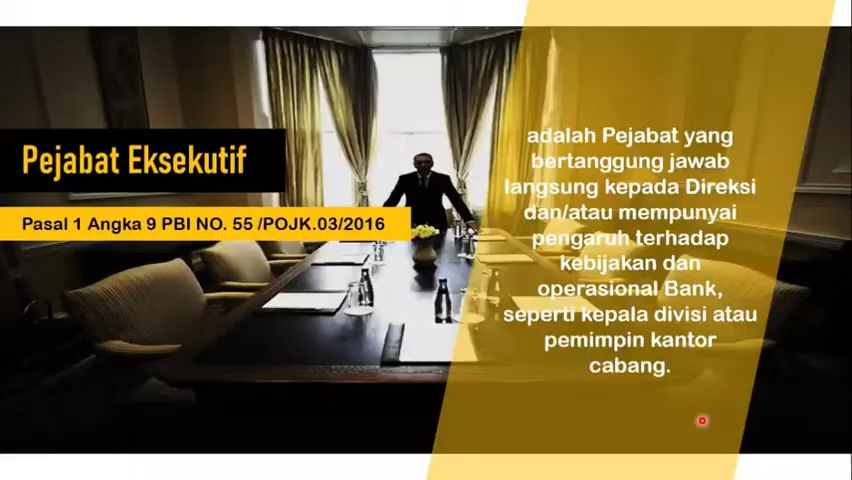 Pejabat Eksekutif
Pasal 1 Angka 9 PBI NO. 55 /POJK.03/2016
adalah Pejabat yang
bertanggung jawab
langsung kepada Direksi
dan/atau mempunyai
pengaruh terhadap
kebijakan dan
operasional Bank,
seperti kepala divisi atau
pemimpin kantor
cabang.